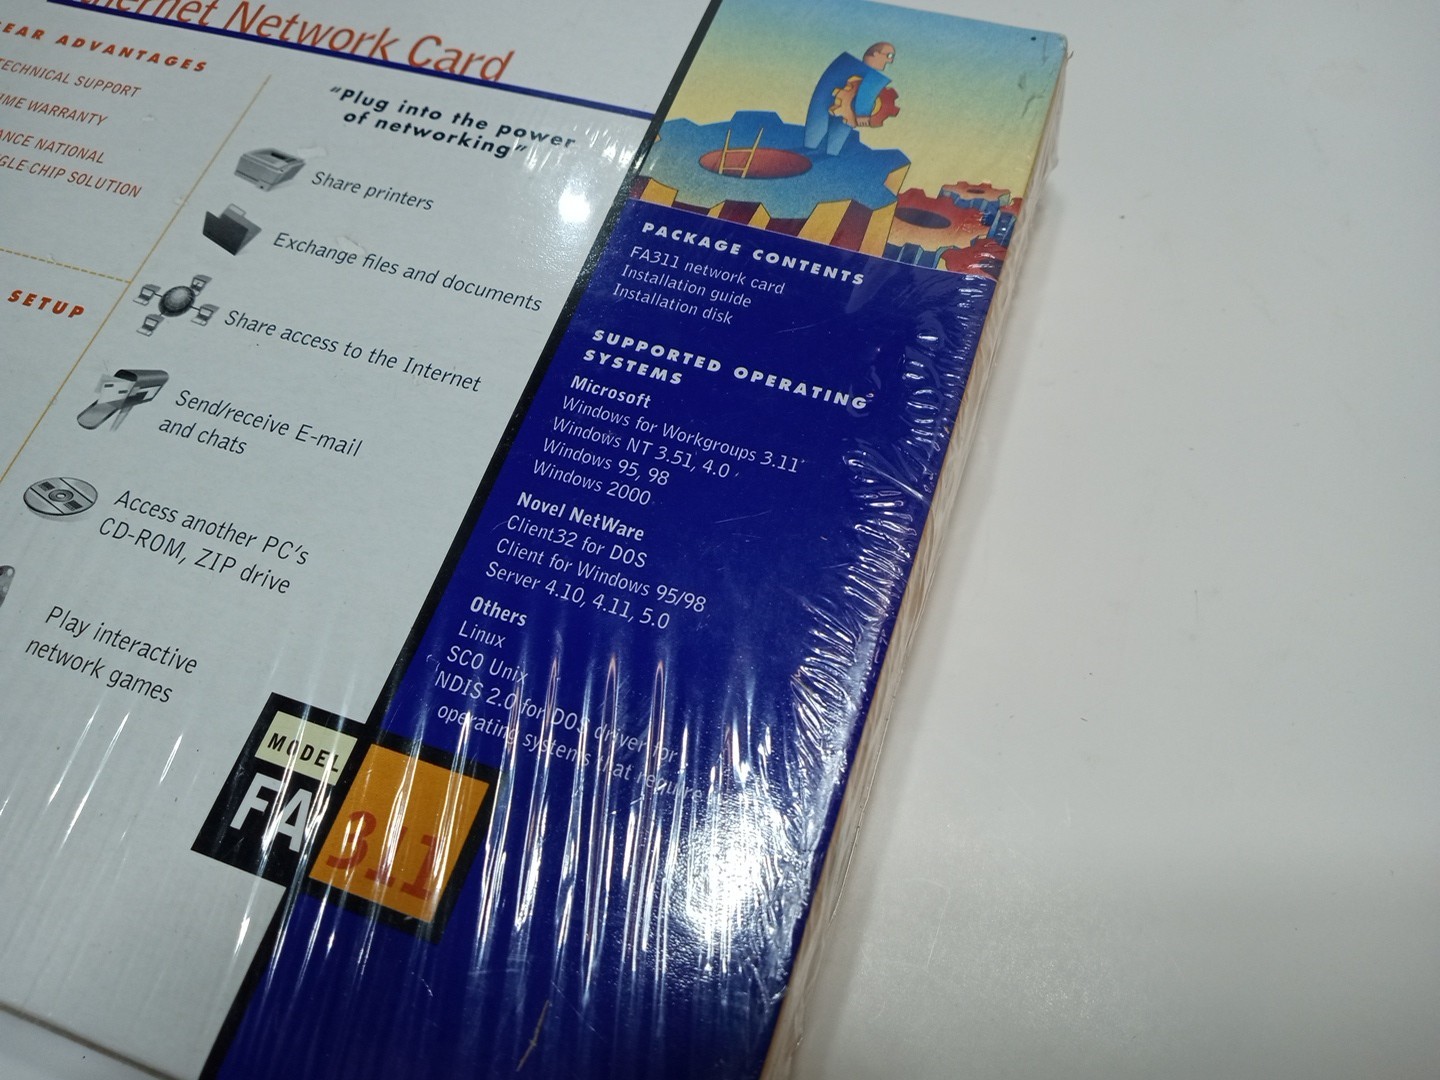 Network Card
ADVANTAGES
TECHNICAL SUPPORT
WARRANTY
NATIONAL
CHIP SOLUTION
SETUP
"Plug into the power
of networking"
Share printers
Exchange files and documents
Share access to the Internet
Send/receive E-mail
and chats
Access another PC's
CD-ROM, ZIP drive
Play interactive
network games
MODEL
FA
311
PACKAGE CONTENTS
FA311 network card
Installation guide
Installation disk
SUPPORTED OPERATING
SYSTEMS
Microsoft
Windows for Workgroups 3.11
Windows NT 3.51, 4.0
Windows 95, 98
Windows 2000
Novel NetWare
Client32 for DOS
Client for Windows 95/98
Server 4.10, 4.11, 5.0
Others
Linux
SCO Unix
NDIS 2.0 for DOS driver for
operating systems that require